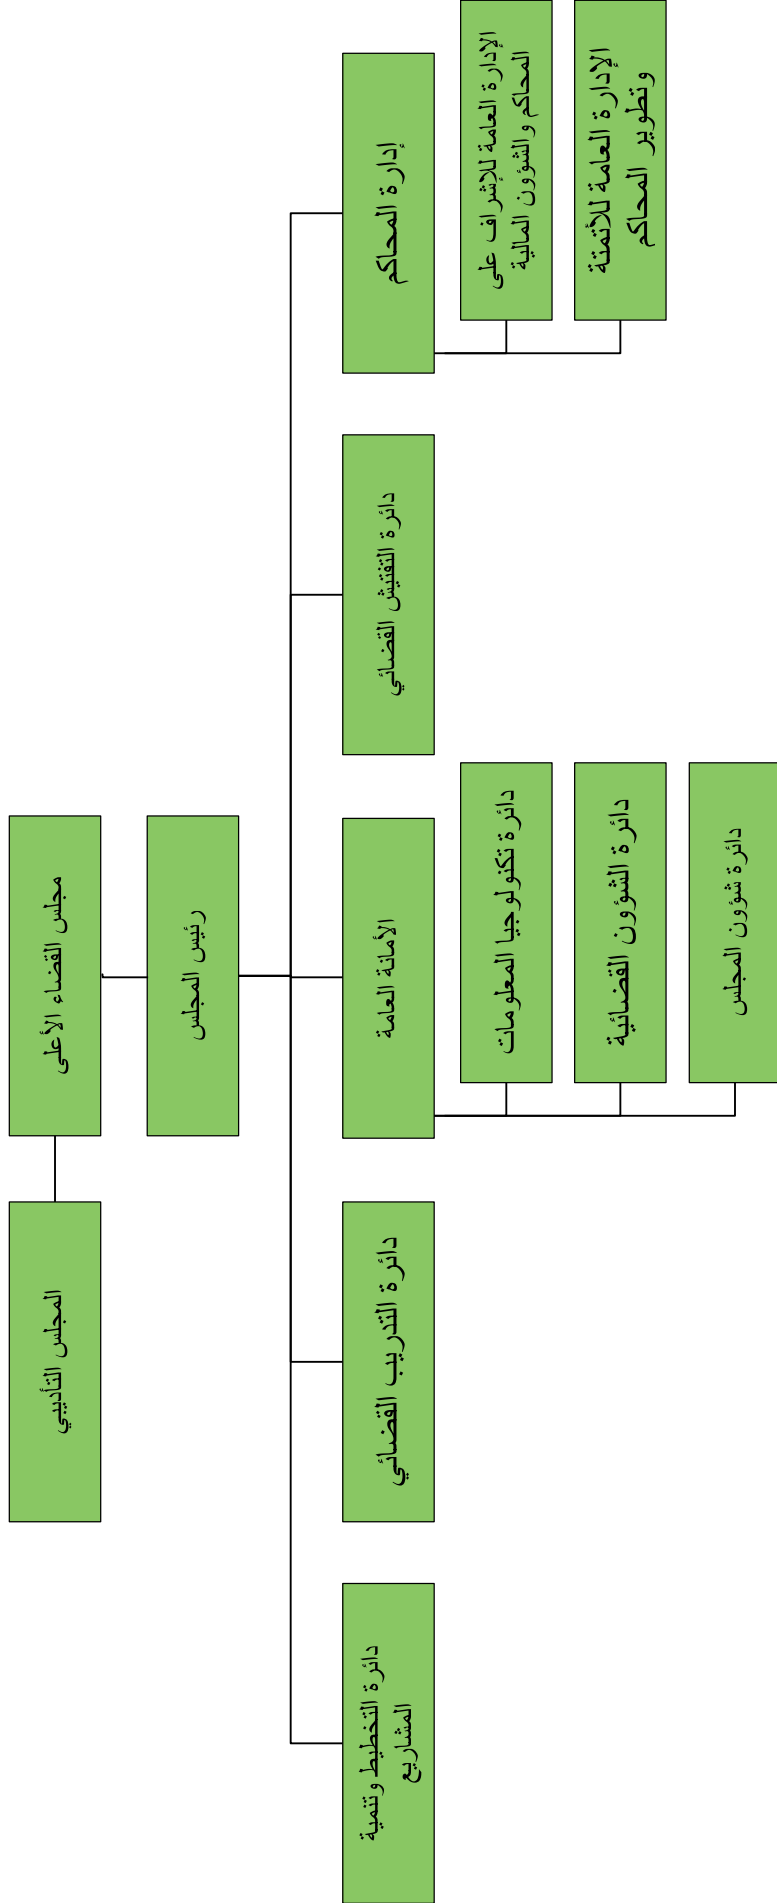 مجلس القضاء الأعلى
المجلس التأديبي
رئيس المجلس
إدارة المحاكم
دائرة التفتيش القضائي
الأمانة العامة
دائرة التدريب القضائي
دائرة التخطيط وتنمية
المشاريع
الإدارة العامة للإشراف على
المحاكم والشؤون المالية
الإدارة العامة للأتمتة
وتطوير المحاكم
دائرة تكنولوجيا المعلومات
دائرة الشؤون القضائية
دائرة شؤون المجلس